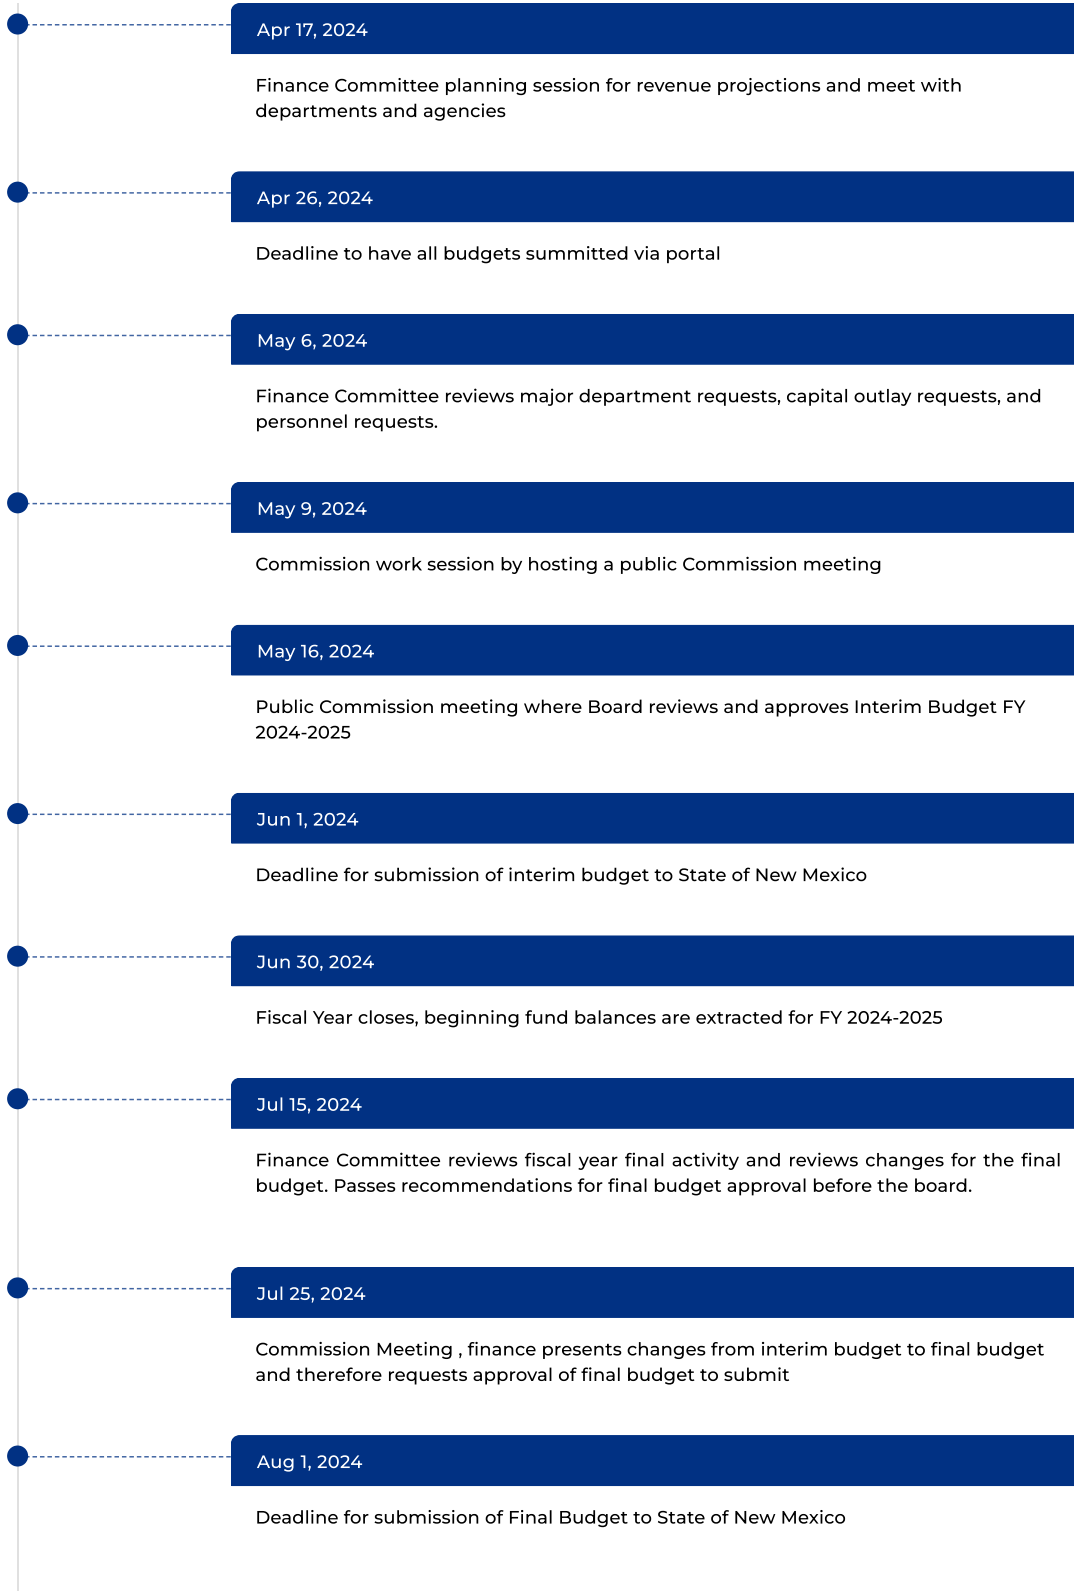 Apr 17, 2024
Finance Committee planning session for revenue projections and meet with
departments and agencies
Apr 26, 2024
Deadline to have all budgets summitted via portal
May 6, 2024
Finance Committee reviews major department requests, capital outlay requests, and
personnel requests.
May 9, 2024
Commission work session by hosting a public Commission meeting
May 16, 2024
Public Commission meeting where Board reviews and approves Interim Budget FY
2024-2025
Jun 1, 2024
Deadline for submission of interim budget to State of New Mexico
Jun 30, 2024
Fiscal Year closes, beginning fund balances are extracted for FY 2024-2025
Jul 15, 2024
Finance Committee reviews fiscal year final activity and reviews changes for the final
budget. Passes recommendations for final budget approval before the board.
Jul 25, 2024
Commission Meeting , finance presents changes from interim budget to final budget
and therefore requests approval of final budget to submit
Aug 1, 2024
Deadline for submission of Final Budget to State of New Mexico